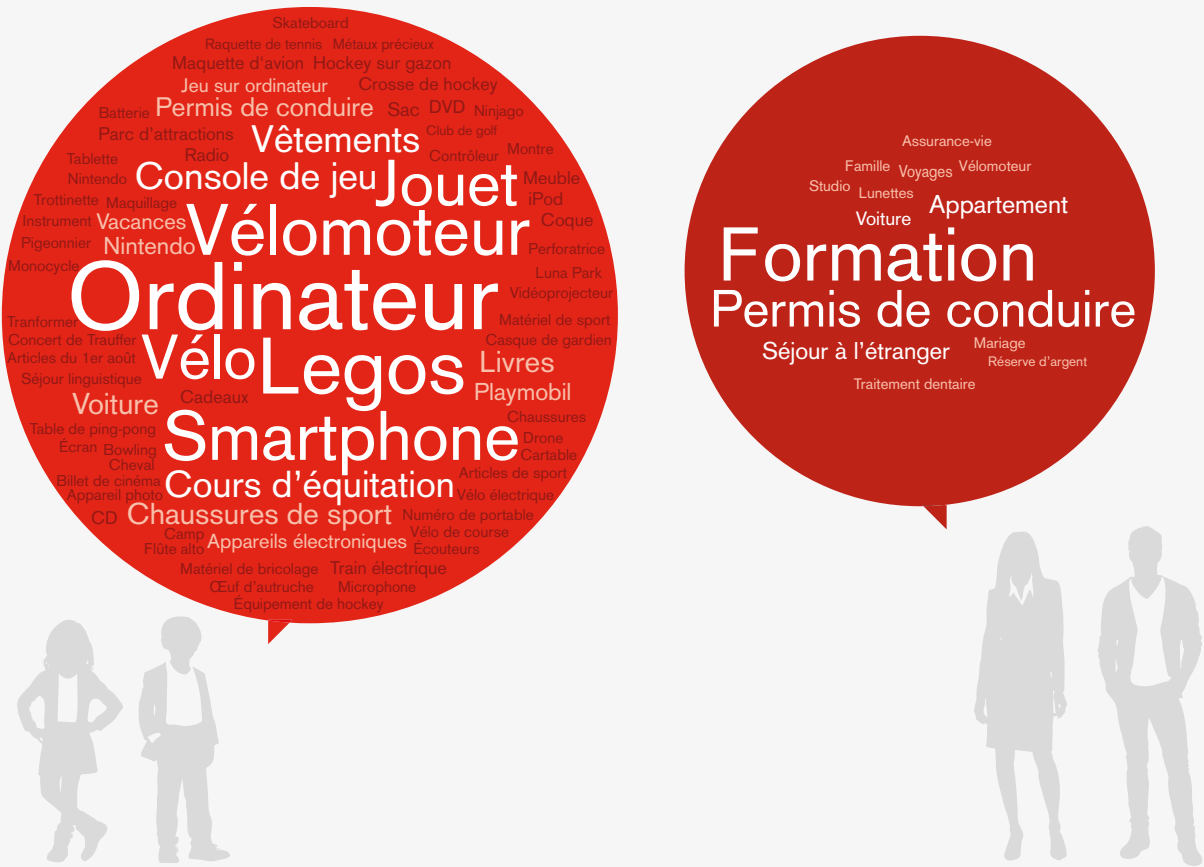 Skateboard
Raquette de tennis Métaux précieux
Maquette d'avion Hockey sur gazon
Jeu sur ordinateur Crosse de hockey
Batterie Permis de conduire Sac DVD Ninjago
Parc d'attractions Vêtements Club de golf
Tablette Radio Contrôleur Montre
Nintendo Console de jeu Jouet Meuble
Trottinette Maquillage iPod
Instrument Vacances Vélomoteur Coque
Pigeonnier Nintendo Perforatrice
Monocycle Luna Park
Ordinateur Vidéoprojecteur
Tranformer Matériel de sport
Concert de Trauffer Casque de gardien
Articles du 1er août Vélo Legos Livres
Séjour linguistique Playmobil
Voiture Cadeaux
Chaussures
Table de ping-pong Smartphone Drone
Écran Bowling Cartable
Cheval
Billet de cinéma Cours d'équitation Articles de sport
Appareil photo Vélo électrique
CD Chaussures de sport Numéro de portable
Camp Vélo de course
Flûte alto Appareils électroniques Écouteurs
Matériel de bricolage Train électrique
Œuf d'autruche Microphone
Équipement de hockey
Assurance-vie
Famille Voyages Vélomoteur
Studio Lunettes
Voiture Appartement
Formation
Permis de conduire
Séjour à l'étranger Mariage
Réserve d'argent
Traitement dentaire